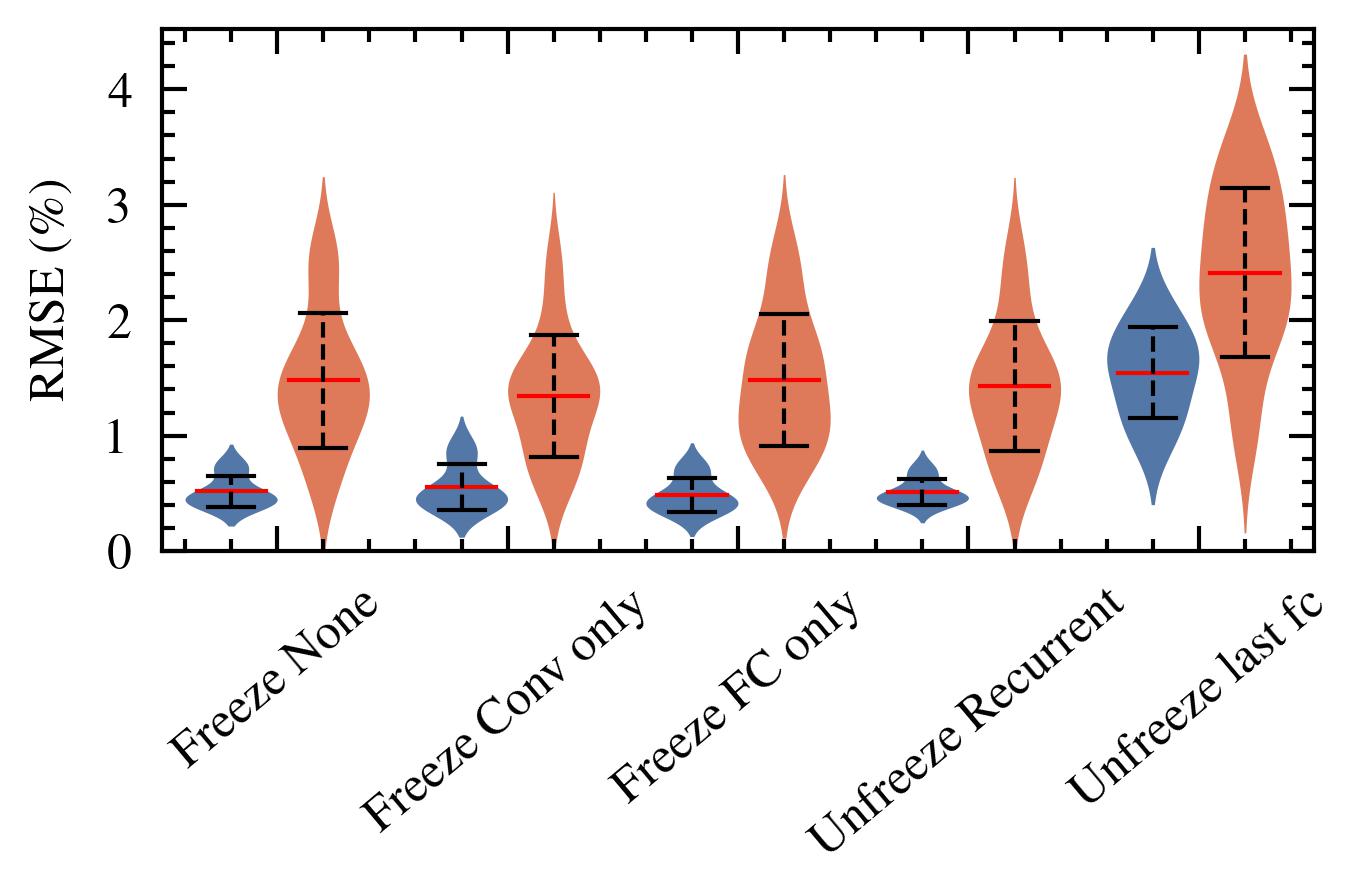 RMSE (%)
4
3
2
1
0
Freeze None
Freeze Conv only
Freeze FC only
Unfreeze Recurrent
Unfreeze last fc